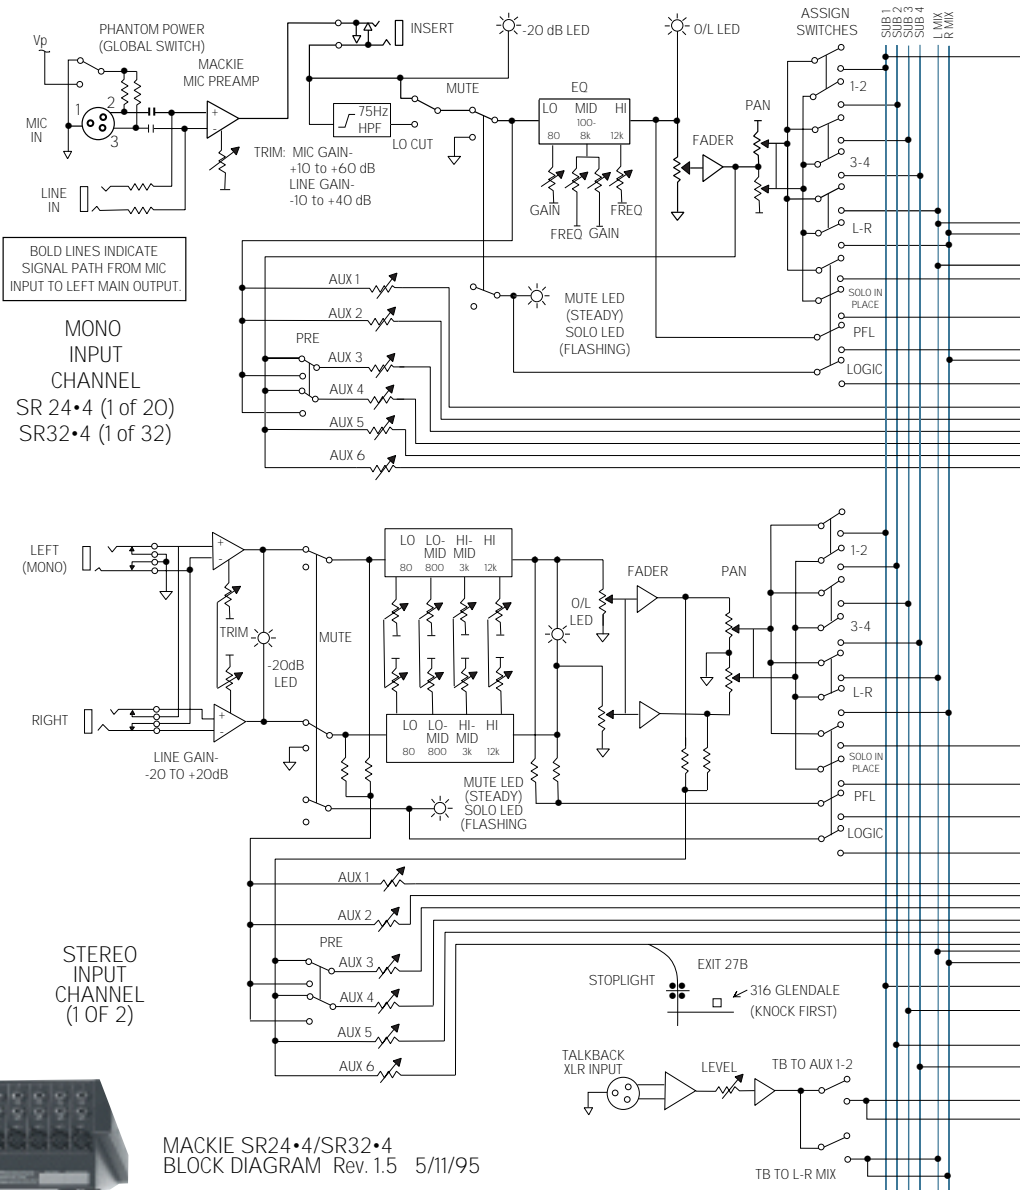 PHANTOM POWER
(GLOBAL SWITCH)
Vp
MACKIE
MIC PREAMP
INSERT
-20 dB LED
O/L LED
ASSIGN
SWITCHES
SUB 1
SUB 2
SUB 3
SUB 4
L MIX
R MIX
1
2
3
+
-
MIC
IN
75Hz
HPF
LO CUT
MUTE
EQ
LO MID HI
100-
80 8k 12k
FADER
PAN
1-2
3-4
L-R
SOLO IN
PLACE
PFL
LOGIC
TRIM: MIC GAIN-
+10 to +60 dB
LINE GAIN-
-10 to +40 dB
LINE
IN
GAIN
FREQ
FREQ GAIN
BOLD LINES INDICATE
SIGNAL PATH FROM MIC
INPUT TO LEFT MAIN OUTPUT.
MONO
INPUT
CHANNEL
SR 24•4 (1 of 20)
SR32•4 (1 of 32)
AUX 1
AUX 2
PRE
AUX 3
AUX 4
AUX 5
AUX 6
MUTE LED
(STEADY)
SOLO LED
(FLASHING)
LEFT
(MONO)
+
-
TRIM
-20dB
LED
MUTE
LO LO- HI- HI
MID MID
80 800 3k 12k
O/L
LED
FADER
PAN
1-2
3-4
L-R
SOLO IN
PLACE
PFL
LOGIC
RIGHT
+
-
LINE GAIN-
-20 TO +20dB
LO LO- HI- HI
MID MID
80 800 3k 12k
MUTE LED
(STEADY)
SOLO LED
(FLASHING
AUX 1
AUX 2
PRE
AUX 3
AUX 4
AUX 5
AUX 6
STEREO
INPUT
CHANNEL
(1 OF 2)
STOPLIGHT
EXIT 27B
316 GLENDALE
(KNOCK FIRST)
TALKBACK
XLR INPUT
LEVEL
TB TO AUX 1-2
TB TO L-R MIX
MACKIE SR24•4/SR32•4
BLOCK DIAGRAM Rev. 1.5 5/11/95